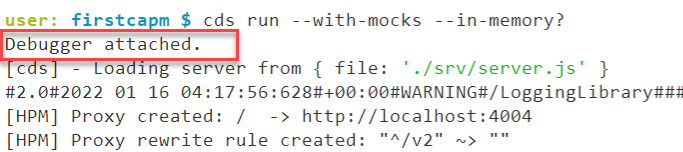 user: firstcapm $ cds run --with-mocks --in-memory?
Debugger attached.
[cds] - Loading server from { file: './srv/server.js' }
#2.0#2022 01 16 04:17:56:628#+00:00#WARNING#/LoggingLibrary###
[HPM] Proxy created: /  -> http://localhost:4004
[HPM] Proxy rewrite rule created: "^/v2" ~> ""